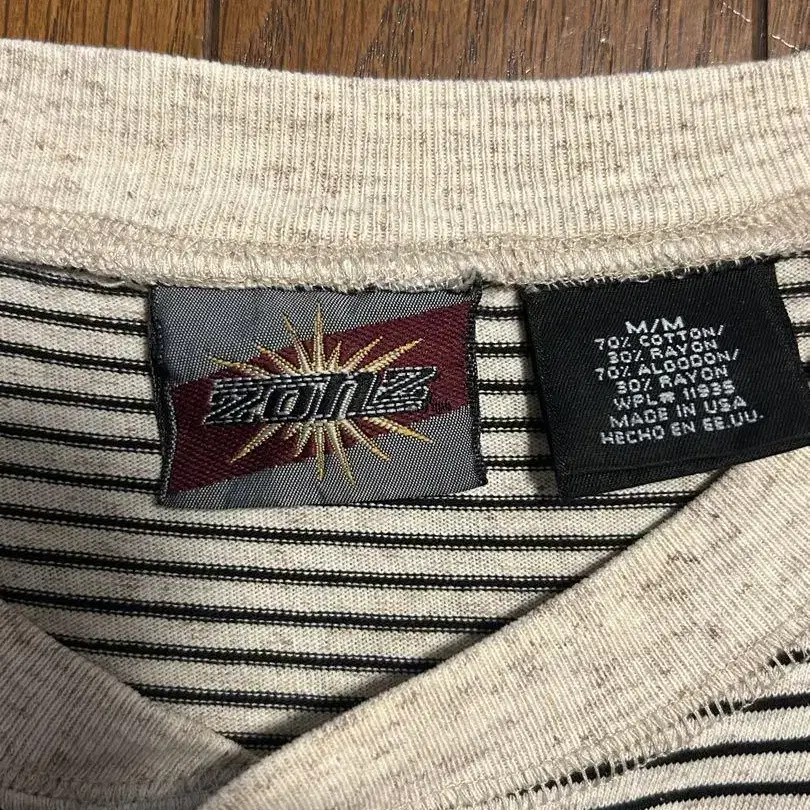 zonz
M/M
70% COTTON/
30% RAYON
70% ALGODON/
30% RAYON
WPL# 11935
MADE IN USA
HECHO EN EE.UU.